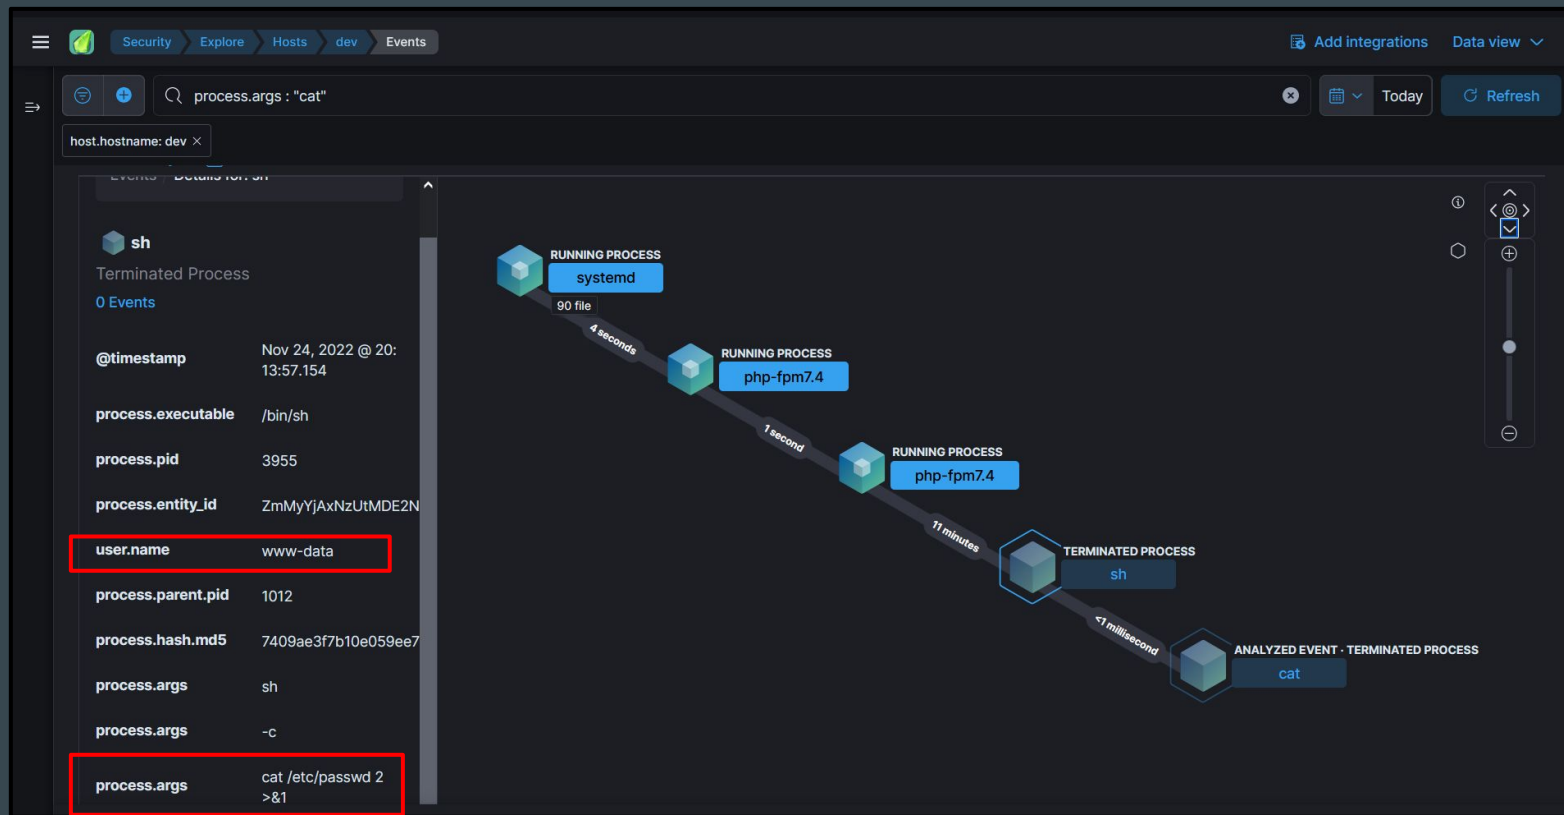 Security Explore Hosts dev Events
Add integrations Data view
process.args : "cat"
Today Refresh
host.hostname: dev ×
Events / Details for: sh
sh
Terminated Process
0 Events
@timestamp Nov 24, 2022 @ 20:
13:57.154
process.executable /bin/sh
process.pid 3955
process.entity_id ZmMyYjAxNzUtMDE2N
user.name www-data
process.parent.pid 1012
process.hash.md5 7409ae3f7b10e059ee7
process.args sh
process.args -c
process.args cat /etc/passwd 2
>&1
RUNNING PROCESS
systemd
90 file
4 seconds
RUNNING PROCESS
php-fpm7.4
1 second
RUNNING PROCESS
php-fpm7.4
11 minutes
TERMINATED PROCESS
sh
<1 millisecond
ANALYZED EVENT · TERMINATED PROCESS
cat